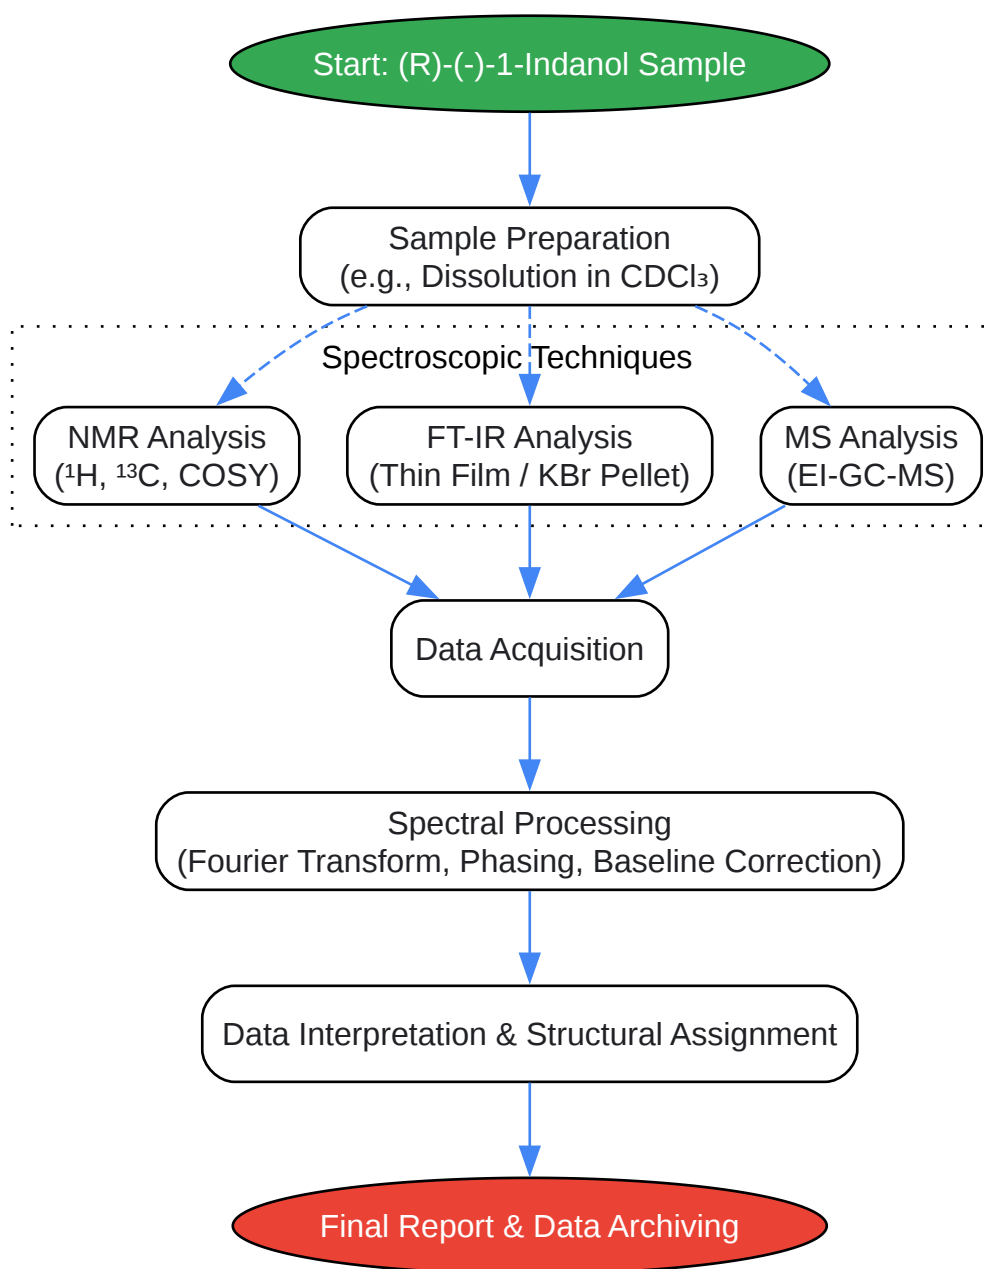 Start: (R)-(-)-1-Indanol Sample
Sample Preparation
(e.g., Dissolution in CDCl₃)
Spectroscopic Techniques
NMR Analysis
(¹H, ¹³C, COSY)
FT-IR Analysis
(Thin Film / KBr Pellet)
MS Analysis
(EI-GC-MS)
Data Acquisition
Spectral Processing
(Fourier Transform, Phasing, Baseline Correction)
Data Interpretation & Structural Assignment
Final Report & Data Archiving